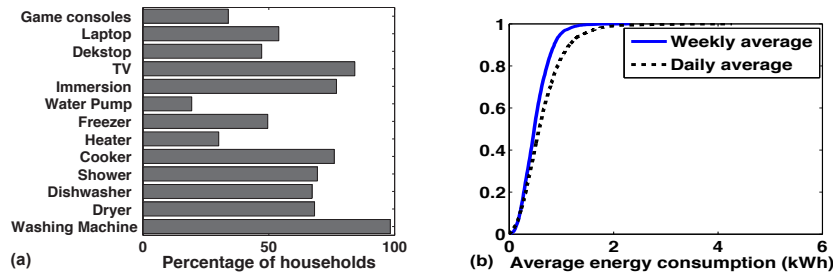 Game consoles
Laptop
Dekstop
TV
Immersion
Water Pump
Freezer
Heater
Cooker
Shower
Dishwasher
Dryer
Washing Machine
0 50 100
(a) Percentage of households
1
0.8
0.6
0.4
0.2
0
0 2 4 6
Weekly average
Daily average
(b) Average energy consumption (kWh)